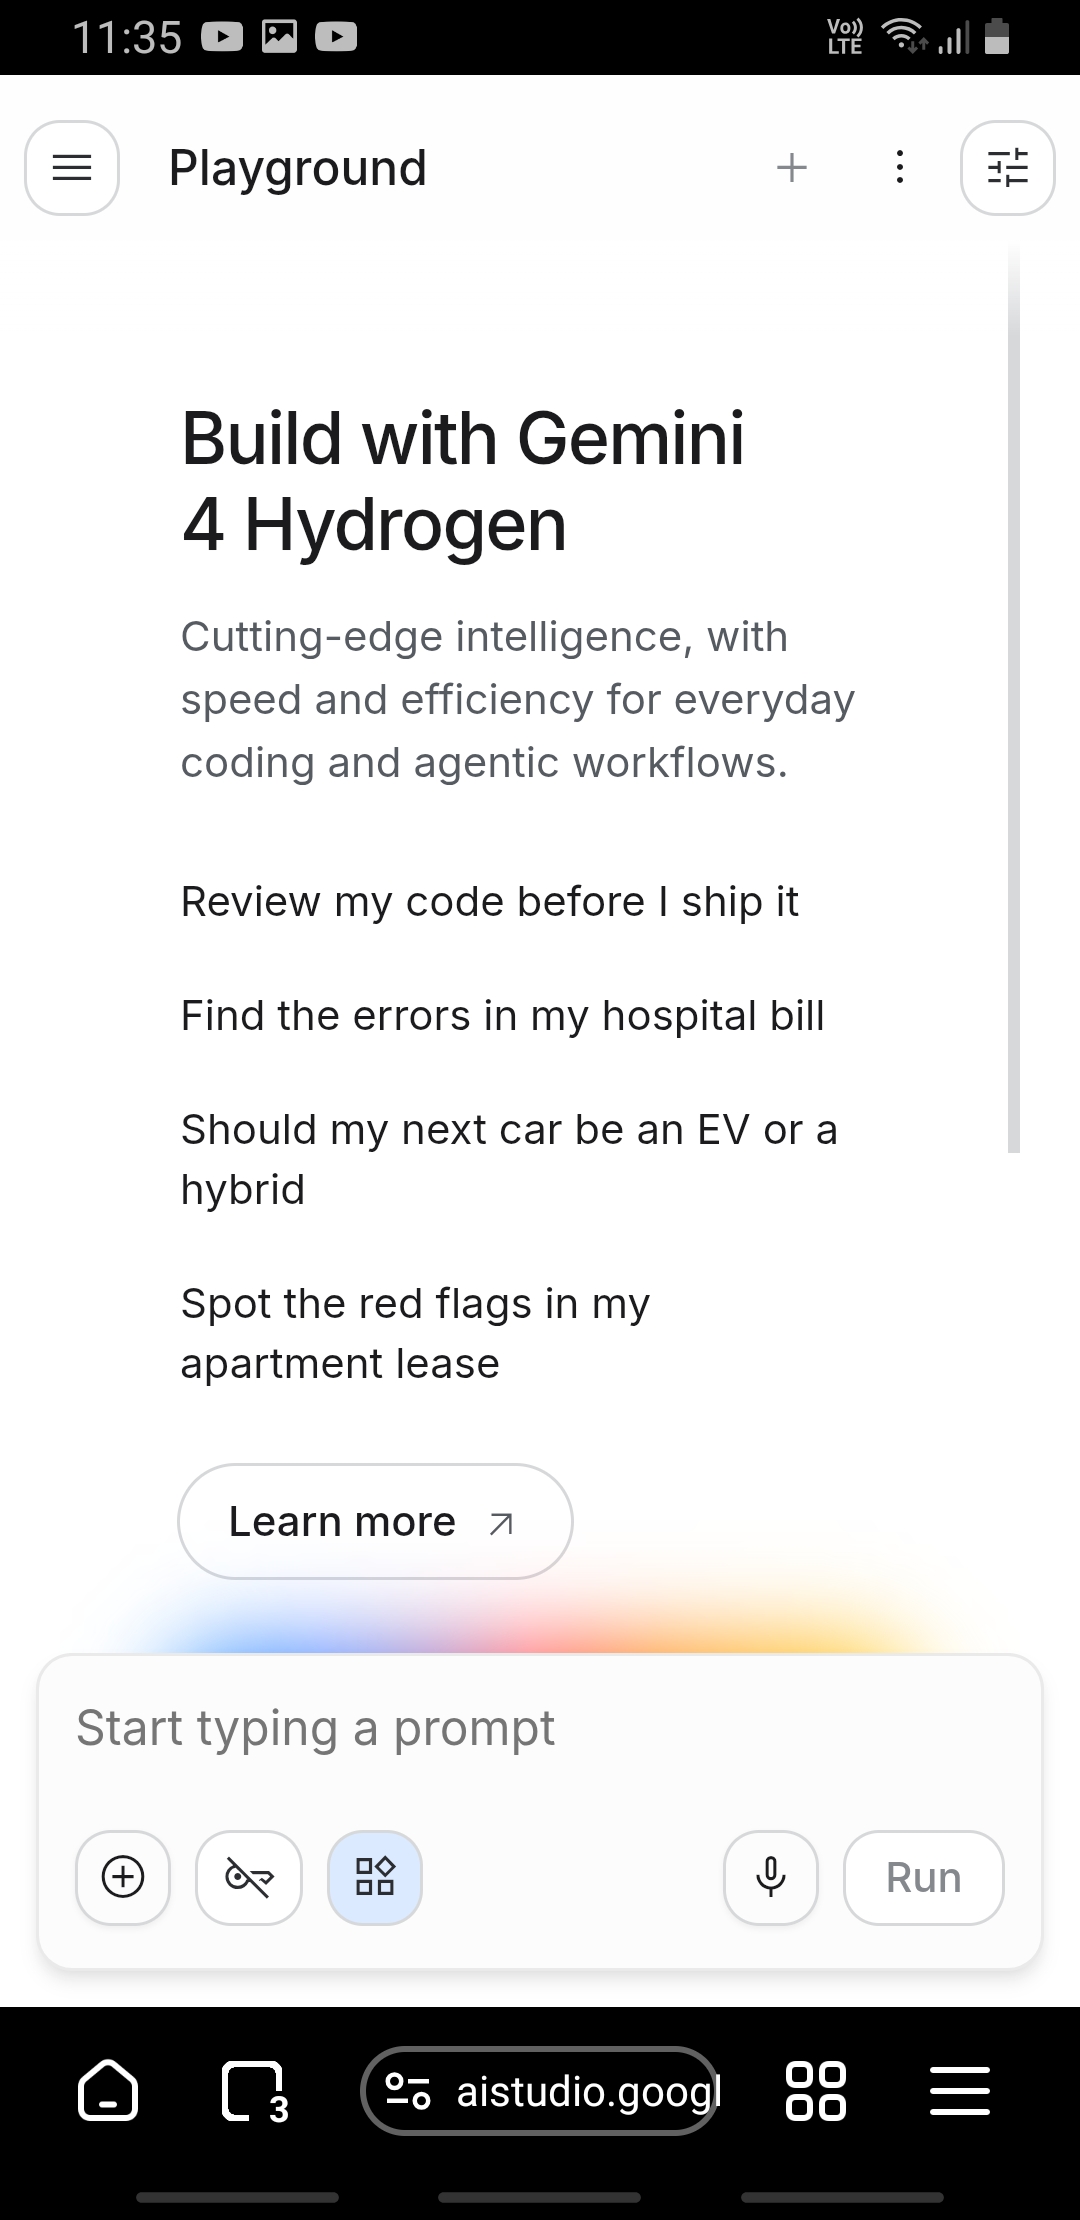 11:35
Vo)) LTE
Playground
Build with Gemini
4 Hydrogen
Cutting-edge intelligence, with
speed and efficiency for everyday
coding and agentic workflows.
Review my code before I ship it
Find the errors in my hospital bill
Should my next car be an EV or a
hybrid
Spot the red flags in my
apartment lease
Learn more
Start typing a prompt
Run
3
aistudio.googl